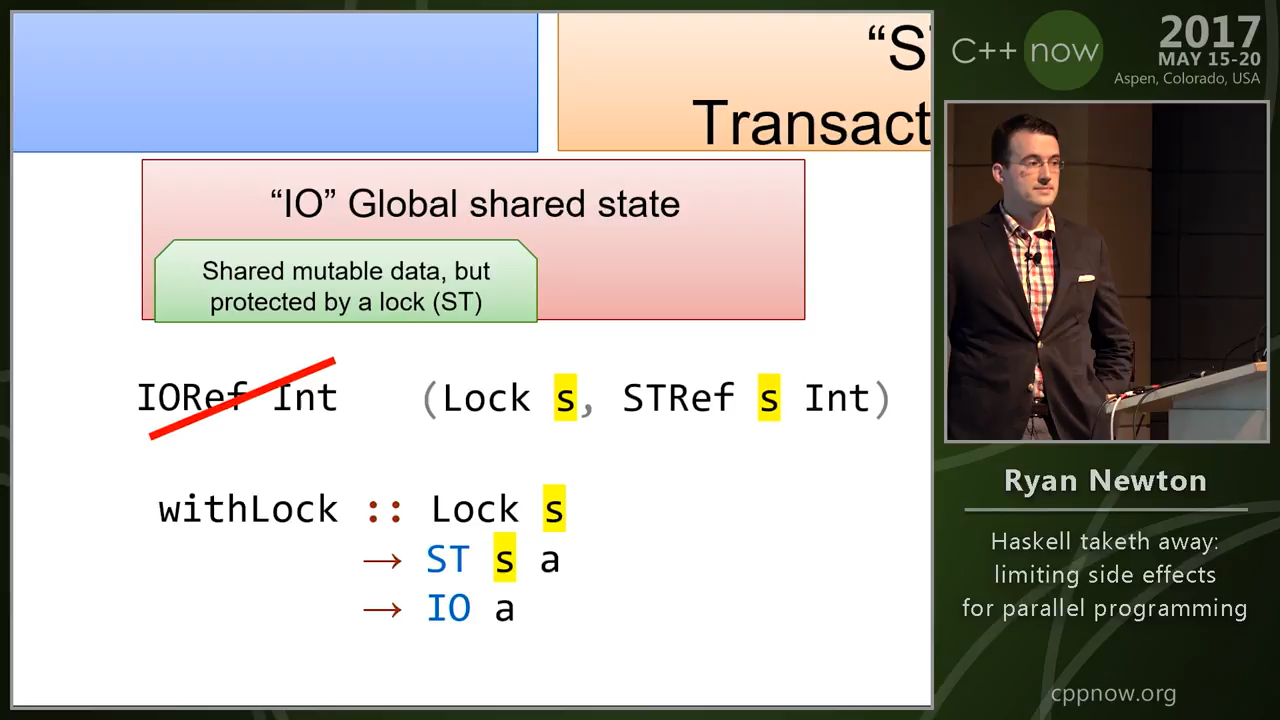 “S
Transact
“IO” Global shared state
Shared mutable data, but
protected by a lock (ST)
IORef Int (Lock s, STRef s Int)
withLock :: Lock s
→ ST s a
→ IO a
C++ now
2017
MAY 15-20
Aspen, Colorado, USA
Ryan Newton
Haskell taketh away:
limiting side effects
for parallel programming
cppnow.org